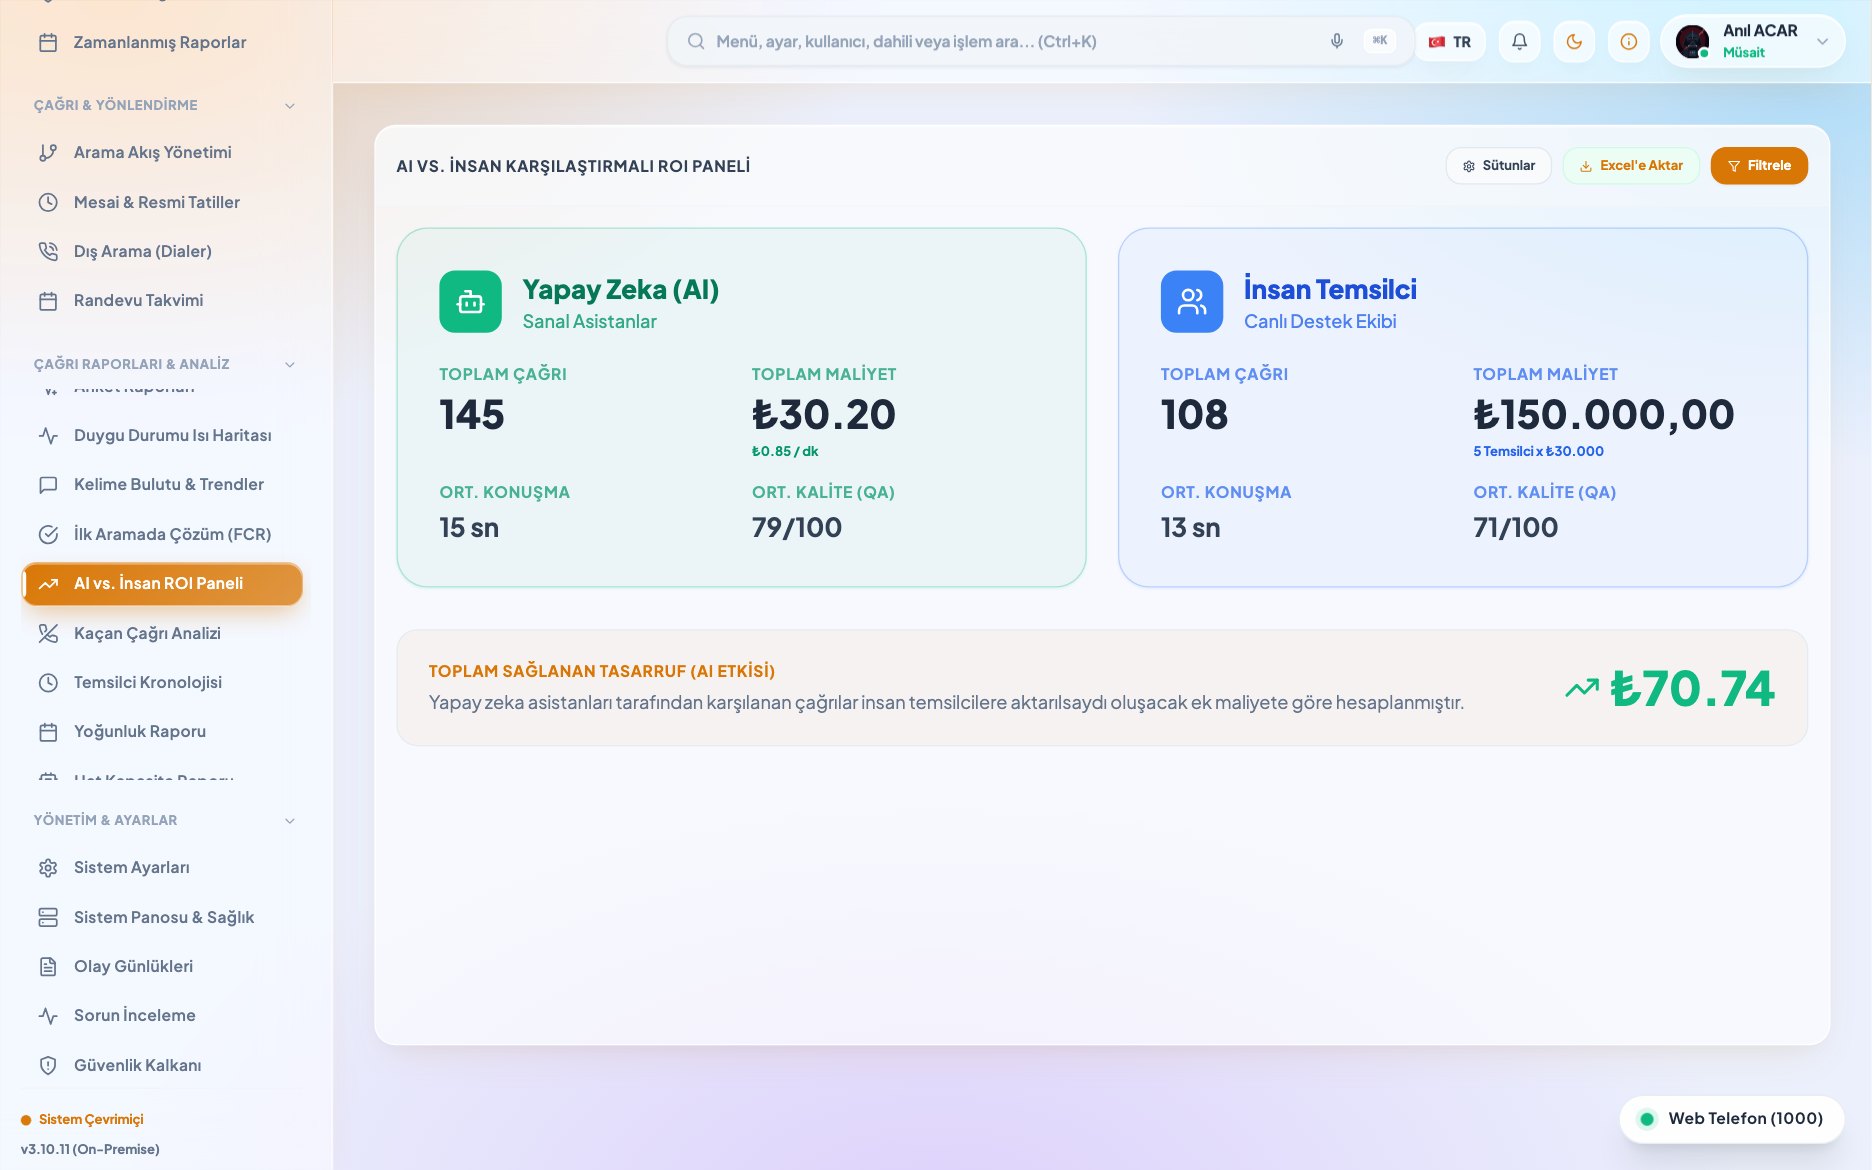 Zamanlanmış Raporlar
ÇAĞRI & YÖNLENDİRME
Arama Akış Yönetimi
Mesai & Resmi Tatiller
Dış Arama (Dialer)
Randevu Takvimi
ÇAĞRI RAPORLARI & ANALİZ
Duygu Durumu Isı Haritası
Kelime Bulutu & Trendler
İlk Aramada Çözüm (FCR)
AI vs. İnsan ROI Paneli
Kaçan Çağrı Analizi
Temsilci Kronolojisi
Yoğunluk Raporu
YÖNETİM & AYARLAR
Sistem Ayarları
Sistem Panosu & Sağlık
Olay Günlükleri
Sorun İnceleme
Güvenlik Kalkanı
Sistem Çevrimiçi
v3.10.11 (On-Premise)
Menü, ayar, kullanıcı, dahili veya işlem ara... (Ctrl+K)
⌘K
TR
Anıl ACAR
Müsait
AI VS. İNSAN KARŞILAŞTIRMALI ROI PANELİ
Sütunlar
Excel'e Aktar
Filtrele
Yapay Zeka (AI)
Sanal Asistanlar
TOPLAM ÇAĞRI
145
TOPLAM MALİYET
₺30.20
₺0.85 / dk
ORT. KONUŞMA
15 sn
ORT. KALİTE (QA)
79/100
İnsan Temsilci
Canlı Destek Ekibi
TOPLAM ÇAĞRI
108
TOPLAM MALİYET
₺150.000,00
5 Temsilci x ₺30.000
ORT. KONUŞMA
13 sn
ORT. KALİTE (QA)
71/100
TOPLAM SAĞLANAN TASARRUF (AI ETKİSİ)
Yapay zeka asistanları tarafından karşılanan çağrılar insan temsilcilere aktarılsaydı oluşacak ek maliyete göre hesaplanmıştır.
₺70.74
Web Telefon (1000)